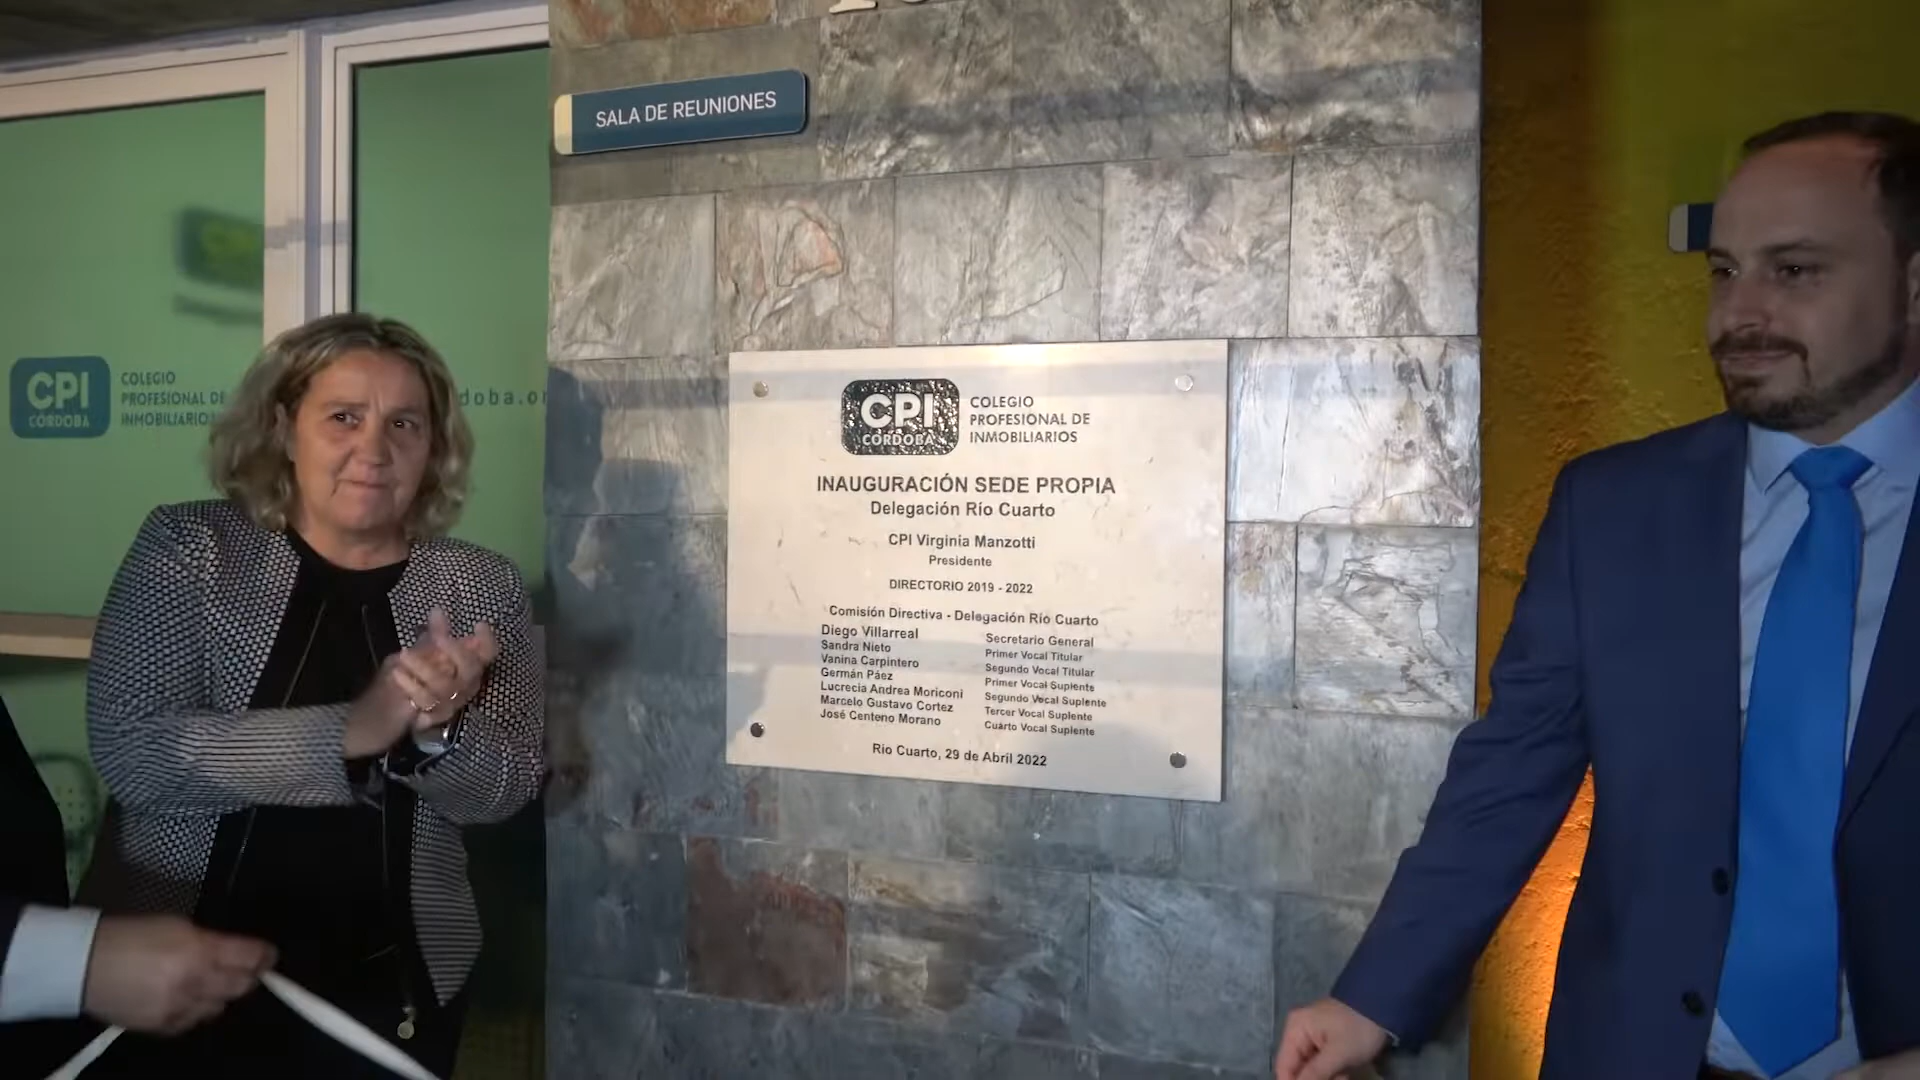 SALA DE REUNIONES
CPI
CÓRDOBA
COLEGIO
PROFESIONAL DE
INMOBILIARIOS
doba.or
CPI
CÓRDOBA
COLEGIO
PROFESIONAL DE
INMOBILIARIOS
INAUGURACIÓN SEDE PROPIA
Delegación Río Cuarto
CPI Virginia Manzotti
Presidente
DIRECTORIO 2019 - 2022
Comisión Directiva - Delegación Río Cuarto
Diego Villarreal Secretario General
Sandra Nieto Primer Vocal Titular
Vanina Carpintero Segundo Vocal Titular
Germán Páez Primer Vocal Suplente
Lucrecia Andrea Moriconi Segundo Vocal Suplente
Marcelo Gustavo Cortez Tercer Vocal Suplente
José Centeno Morano Cuarto Vocal Suplente
Río Cuarto, 29 de Abril 2022